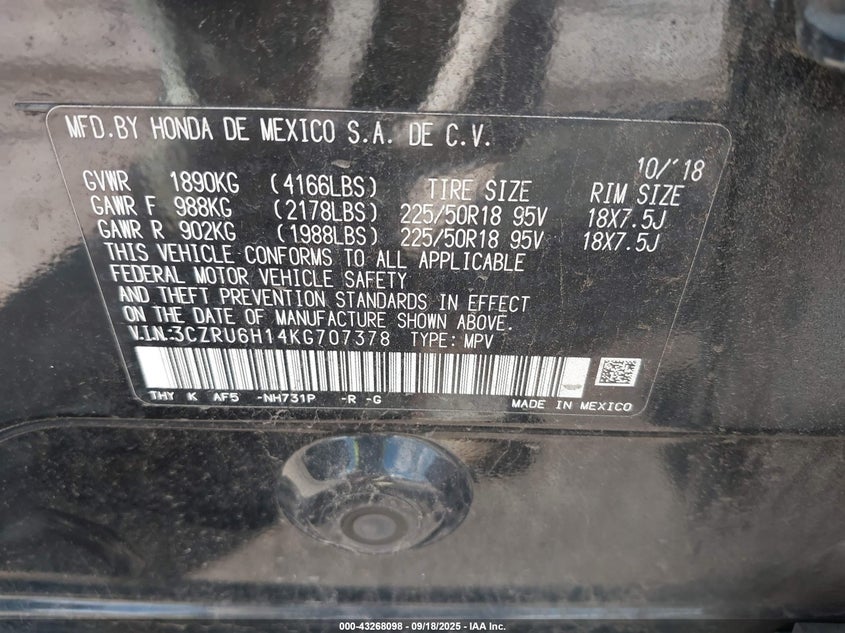 MFD.BY HONDA DE MEXICO S.A. DE C.V.
10/'18
GVWR 1890KG (4166LBS) TIRE SIZE RIM SIZE
GAWR F 988KG (2178LBS) 225/50R18 95V 18X7.5J
GAWR R 902KG (1988LBS) 225/50R18 95V 18X7.5J
THIS VEHICLE CONFORMS TO ALL APPLICABLE
FEDERAL MOTOR VEHICLE SAFETY
AND THEFT PREVENTION STANDARDS IN EFFECT
ON THE DATE OF MANUFACTURE SHOWN ABOVE.
V.I.N:3CZRU6H14KG707378 TYPE: MPV
THY K AF5 -NH731P -R -G MADE IN MEXICO
000-43268098 - 09/18/2025 - IAA Inc.